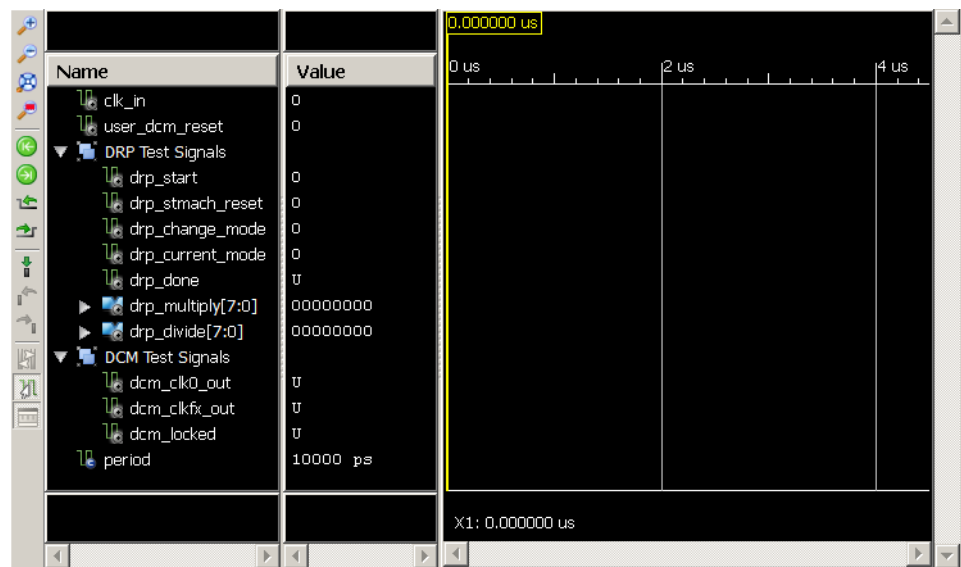 0.000000 us
Name Value 0 us 2 us 4 us
clk_in 0
user_dcm_reset 0
DRP Test Signals
drp_start 0
drp_stmach_reset 0
drp_change_mode 0
drp_current_mode 0
drp_done U
drp_multiply[7:0] 00000000
drp_divide[7:0] 00000000
DCM Test Signals
dcm_clk0_out U
dcm_clkfx_out U
dcm_locked U
period 10000 ps
X1: 0.000000 us